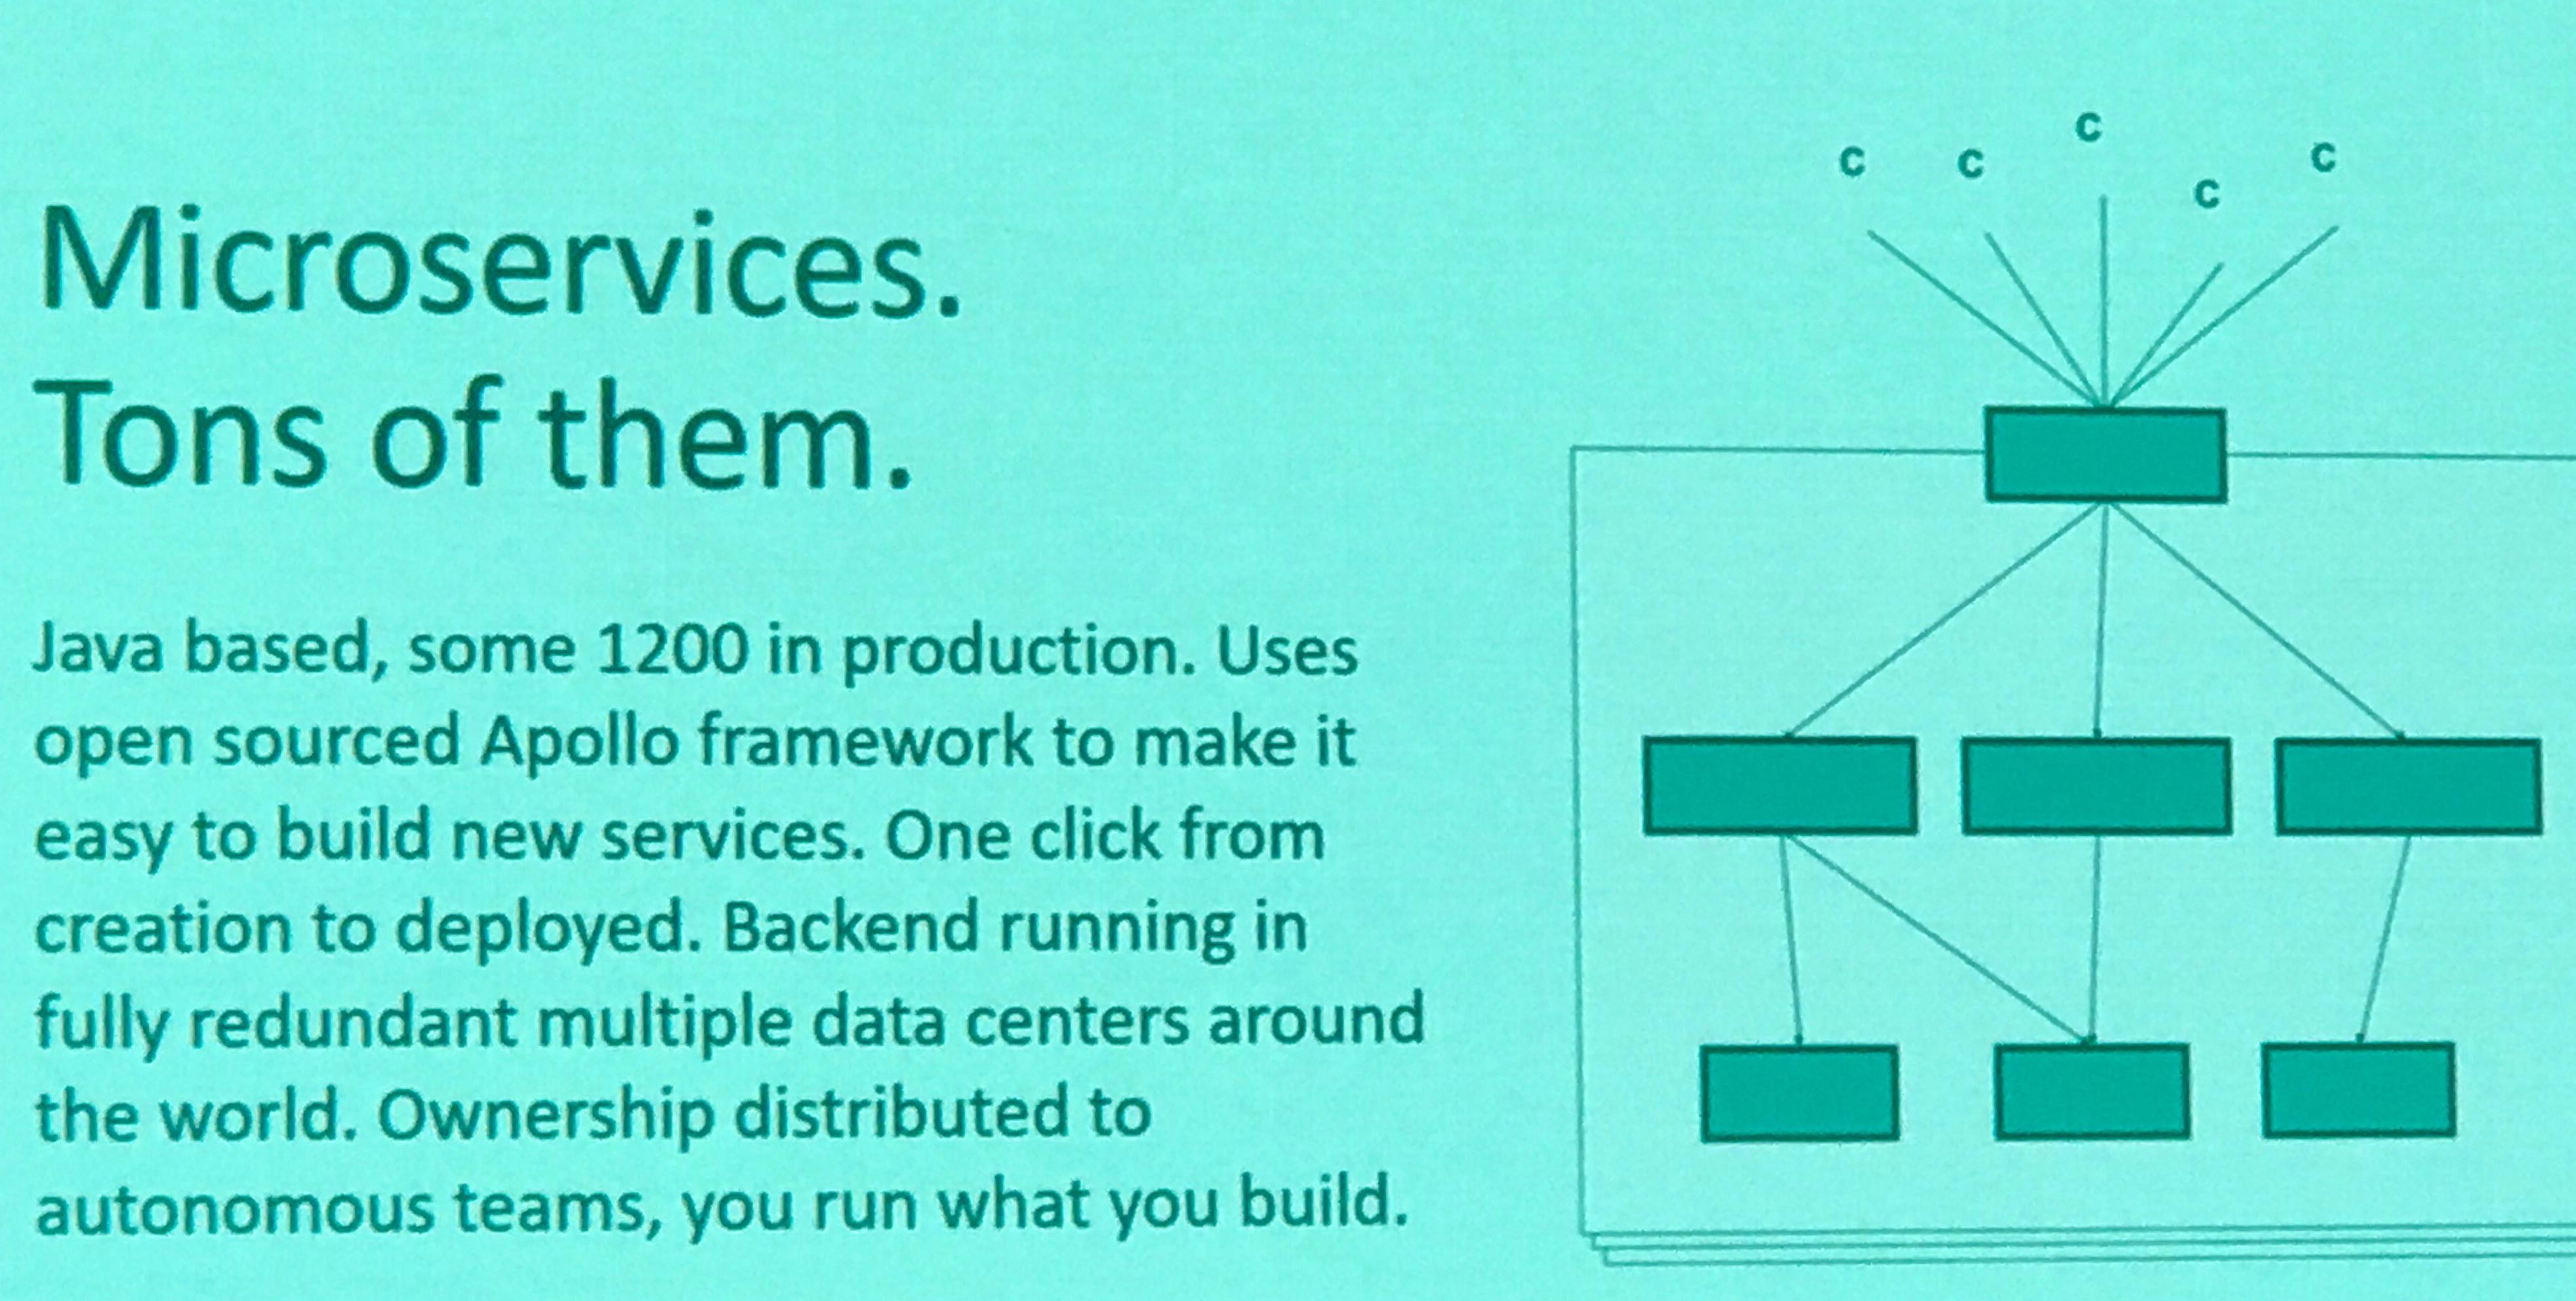 Microservices.
Tons of them.
Java based, some 1200 in production. Uses
open sourced Apollo framework to make it
easy to build new services. One click from
creation to deployed. Backend running in
fully redundant multiple data centers around
the world. Ownership distributed to
autonomous teams, you run what you build.
c c c c c